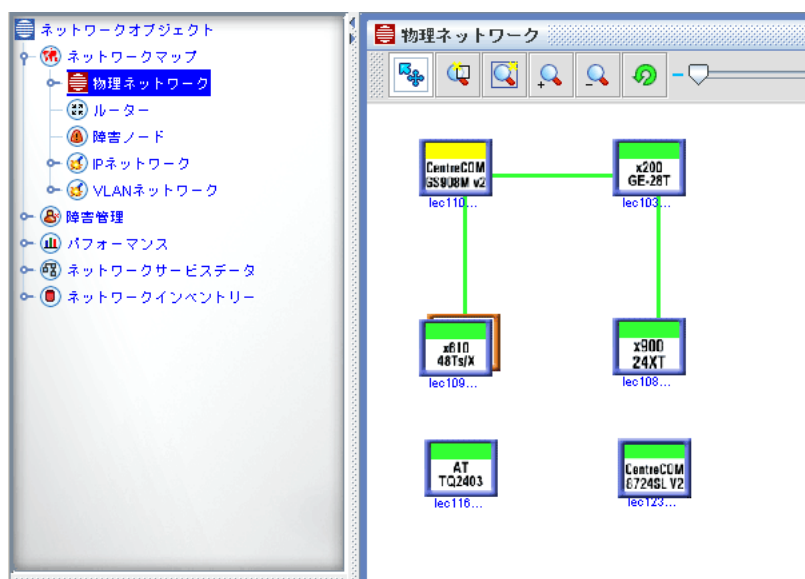 ネットワークオブジェクト
ネットワークマップ
物理ネットワーク
ルーター
障害ノード
IPネットワーク
VLANネットワーク
障害管理
パフォーマンス
ネットワークサービスデータ
ネットワークインベントリー
物理ネットワーク
CentreCOM
GS908M v2
lec110...
x200
GE-28T
lec103...
x610
48Ts/X
lec109...
x900
24XT
lec108...
AT
TQ2403
lec116...
CentreCOM
8724SL V2
lec123...